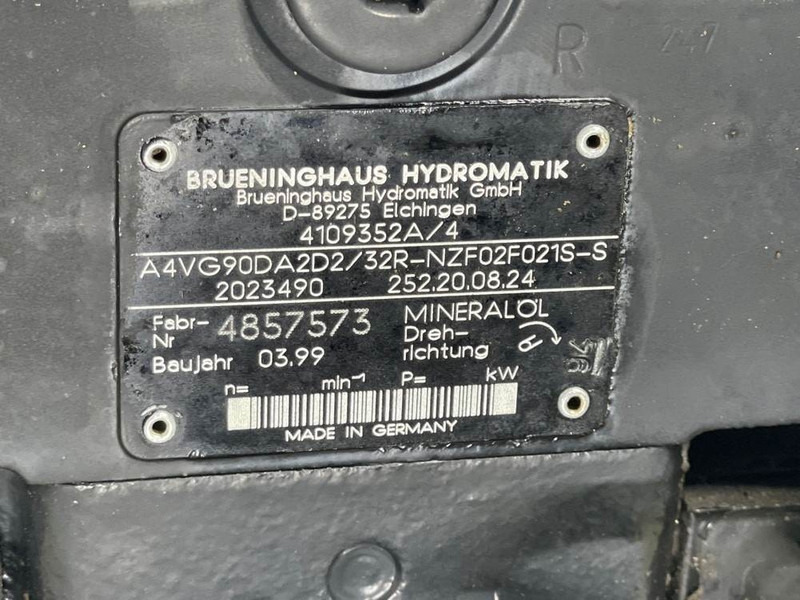 R 747
BRUENINGHAUS HYDROMATIK
Brueninghaus Hydromatik GmbH
D-89275 Elchingen
4109352A/4
A4VG90DA2D2/32R-NZF02F021S-S
2023490 252.20.08.24
Fabr-Nr 4857573 MINERALÖL
Baujahr 03.99 Dreh-richtung
n= min-¹ P= kW
MADE IN GERMANY